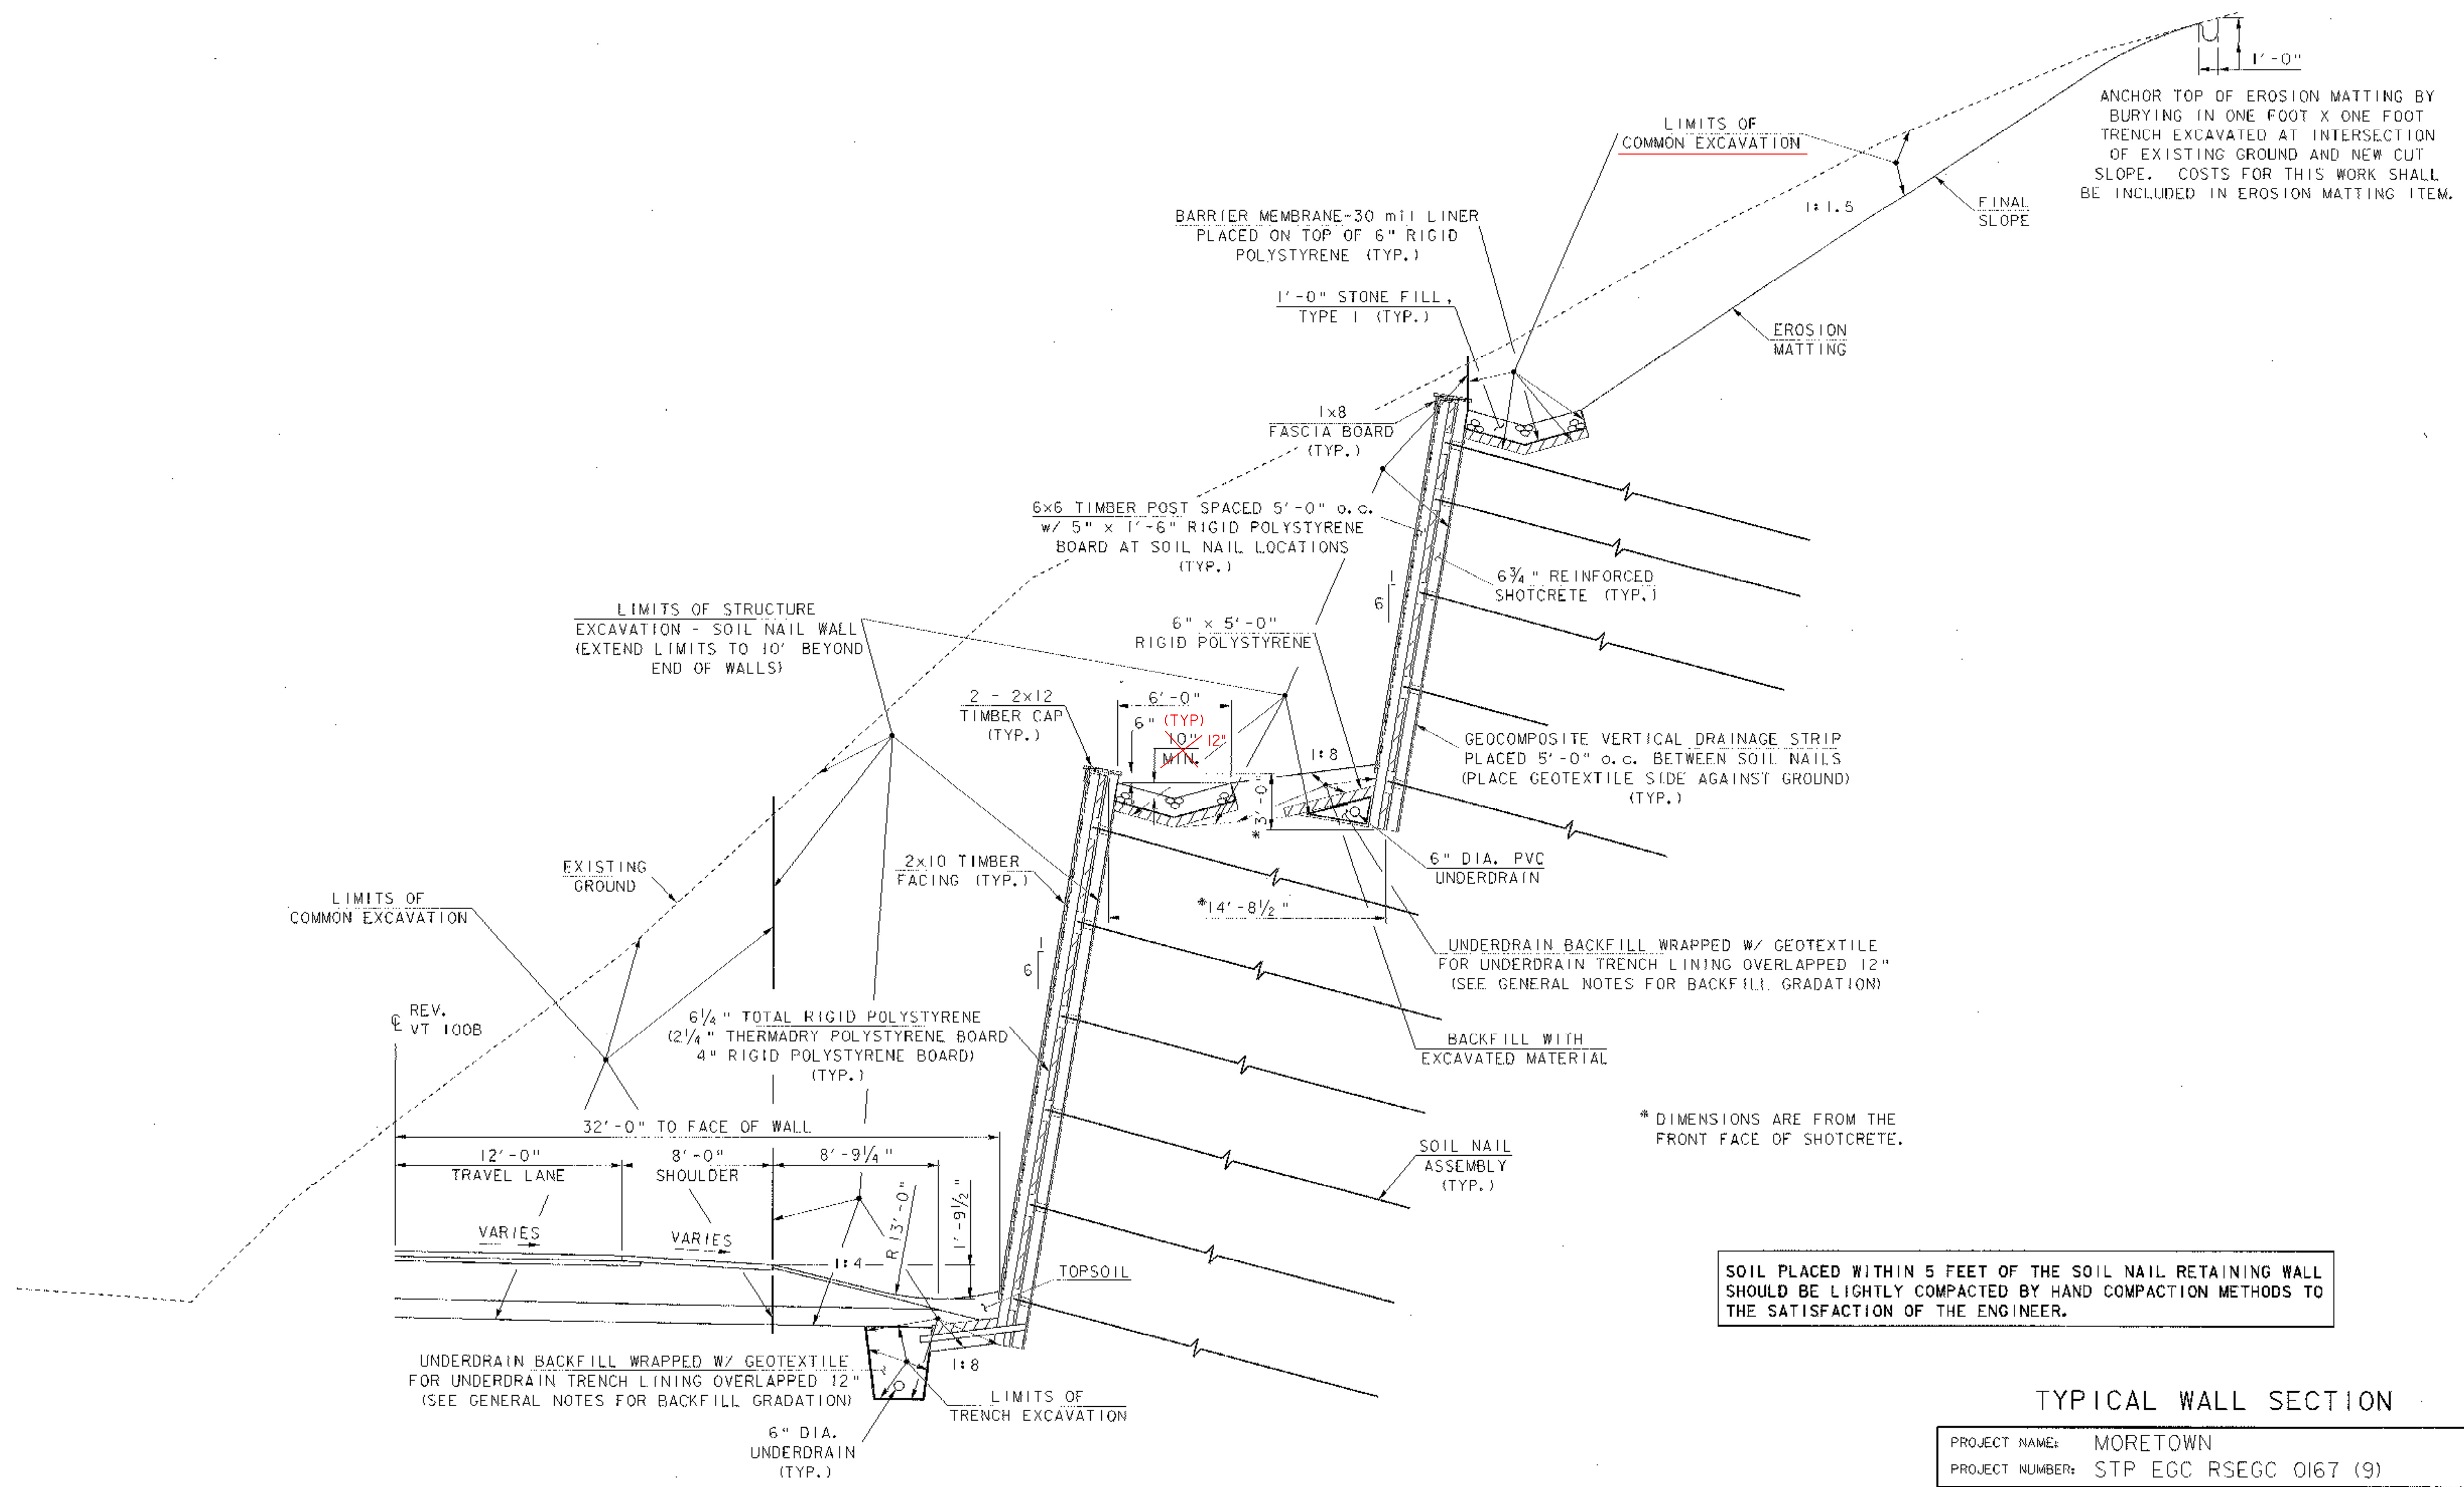 1'-0"
ANCHOR TOP OF EROSION MATTING BY
BURYING IN ONE FOOT X ONE FOOT
TRENCH EXCAVATED AT INTERSECTION
OF EXISTING GROUND AND NEW CUT
SLOPE. COSTS FOR THIS WORK SHALL
BE INCLUDED IN EROSION MATTING ITEM.
LIMITS OF
COMMON EXCAVATION
1:1.5
FINAL
SLOPE
BARRIER MEMBRANE-30 mil LINER
PLACED ON TOP OF 6" RIGID
POLYSTYRENE (TYP.)
1'-0" STONE FILL,
TYPE I (TYP.)
EROSION
MATTING
1x8
FASCIA BOARD
(TYP.)
6x6 TIMBER POST SPACED 5'-0" o.c.
w/ 5" x 1'-6" RIGID POLYSTYRENE
BOARD AT SOIL NAIL LOCATIONS
(TYP.)
6¾" REINFORCED
SHOTCRETE (TYP.)
1
6
LIMITS OF STRUCTURE
EXCAVATION - SOIL NAIL WALL
(EXTEND LIMITS TO 10' BEYOND
END OF WALLS)
6" x 5'-0"
RIGID POLYSTYRENE
2 - 2x12
TIMBER CAP
(TYP.)
6'-0"
6" (TYP)
10" 12"
MIN.
1:8
GEOCOMPOSITE VERTICAL DRAINAGE STRIP
PLACED 5'-0" o.c. BETWEEN SOIL NAILS
(PLACE GEOTEXTILE SIDE AGAINST GROUND)
(TYP.)
*3'-0"
EXISTING
GROUND
2x10 TIMBER
FACING (TYP.)
6" DIA. PVC
UNDERDRAIN
LIMITS OF
COMMON EXCAVATION
*14'-8½"
1
6
UNDERDRAIN BACKFILL WRAPPED W/ GEOTEXTILE
FOR UNDERDRAIN TRENCH LINING OVERLAPPED 12"
(SEE GENERAL NOTES FOR BACKFILL GRADATION)
℄ REV.
VT 100B
6¼" TOTAL RIGID POLYSTYRENE
(2¼" THERMADRY POLYSTYRENE BOARD
4" RIGID POLYSTYRENE BOARD)
(TYP.)
BACKFILL WITH
EXCAVATED MATERIAL
32'-0" TO FACE OF WALL
* DIMENSIONS ARE FROM THE
FRONT FACE OF SHOTCRETE.
12'-0"
TRAVEL LANE
8'-0"
SHOULDER
8'-9¼"
SOIL NAIL
ASSEMBLY
(TYP.)
R 13'-0"
1'-9½"
VARIES
VARIES
1:4
TOPSOIL
SOIL PLACED WITHIN 5 FEET OF THE SOIL NAIL RETAINING WALL
SHOULD BE LIGHTLY COMPACTED BY HAND COMPACTION METHODS TO
THE SATISFACTION OF THE ENGINEER.
UNDERDRAIN BACKFILL WRAPPED W/ GEOTEXTILE
FOR UNDERDRAIN TRENCH LINING OVERLAPPED 12"
(SEE GENERAL NOTES FOR BACKFILL GRADATION)
1:8
LIMITS OF
TRENCH EXCAVATION
6" DIA.
UNDERDRAIN
(TYP.)
TYPICAL WALL SECTION
PROJECT NAME: MORETOWN
PROJECT NUMBER: STP EGC RSEGC 0167 (9)